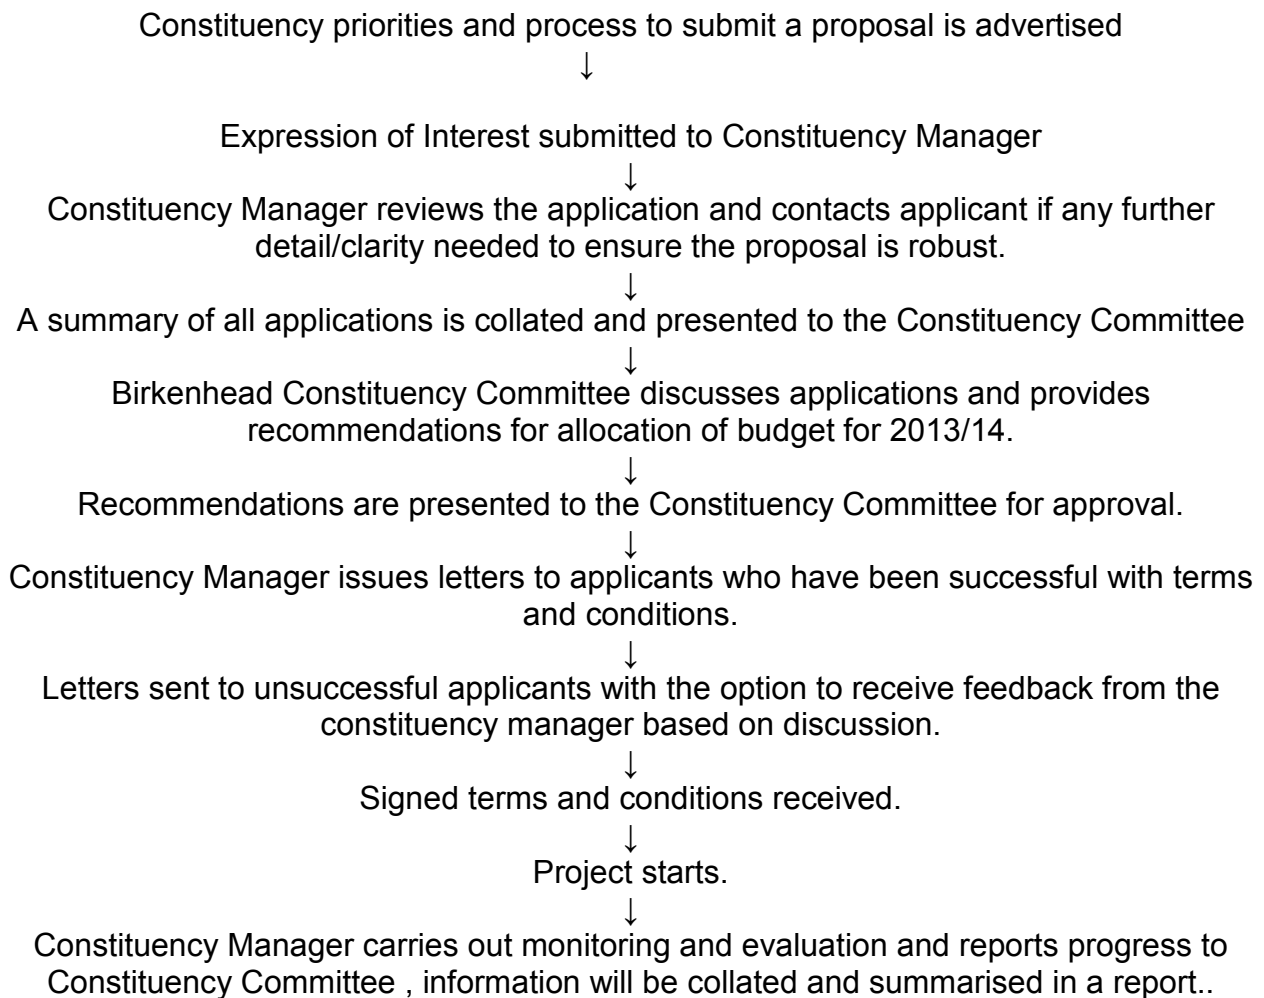 Constituency priorities and process to submit a proposal is advertised
↓
Expression of Interest submitted to Constituency Manager
↓
Constituency Manager reviews the application and contacts applicant if any further
detail/clarity needed to ensure the proposal is robust.
↓
A summary of all applications is collated and presented to the Constituency Committee
↓
Birkenhead Constituency Committee discusses applications and provides
recommendations for allocation of budget for 2013/14.
↓
Recommendations are presented to the Constituency Committee for approval.
↓
Constituency Manager issues letters to applicants who have been successful with terms
and conditions.
↓
Letters sent to unsuccessful applicants with the option to receive feedback from the
constituency manager based on discussion.
↓
Signed terms and conditions received.
↓
Project starts.
↓
Constituency Manager carries out monitoring and evaluation and reports progress to
Constituency Committee , information will be collated and summarised in a report..